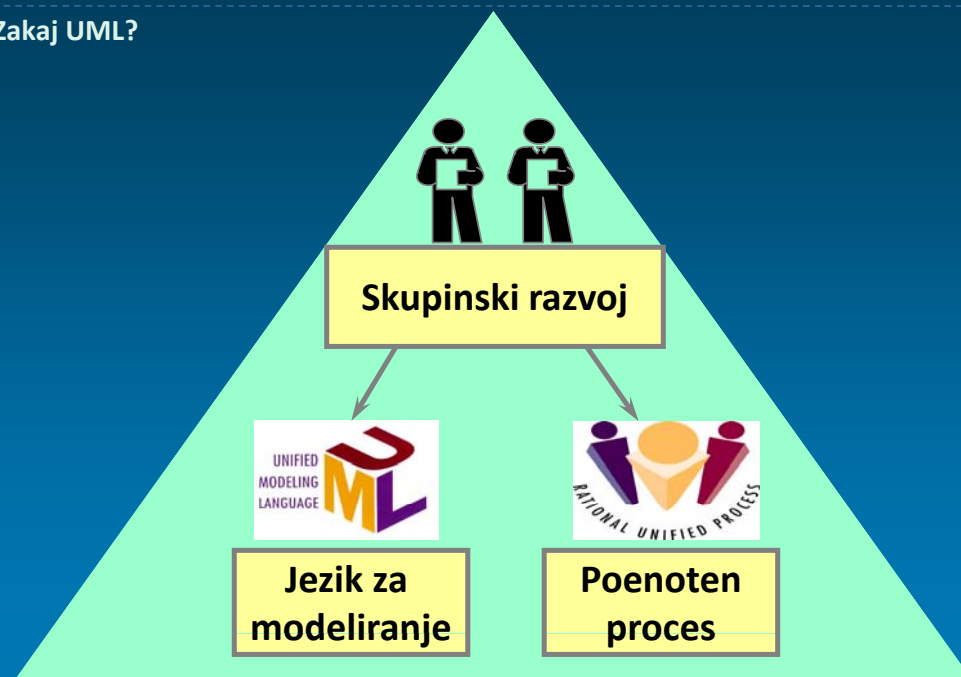 Zakaj UML?
Skupinski razvoj
UNIFIED
MODELING
LANGUAGE
UML
RATIONAL UNIFIED PROCESS
Jezik za
modeliranje
Poenoten
proces